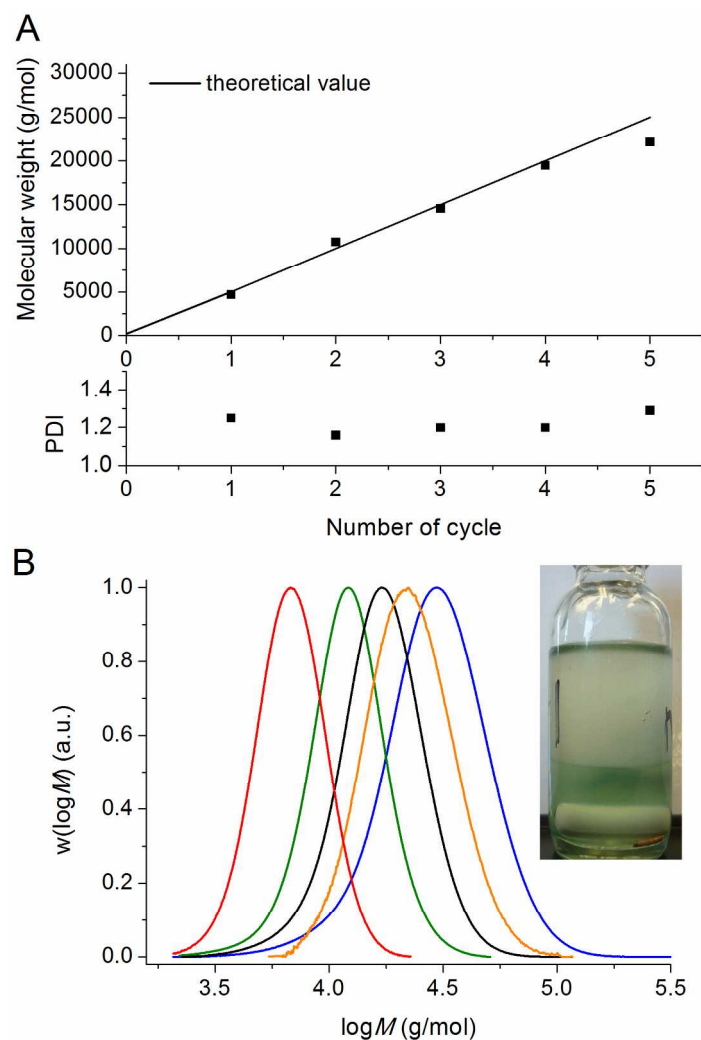 A
30000
25000
20000
15000
10000
5000
0
Molecular weight (g/mol)
theoretical value
0 1 2 3 4 5
1.4
1.2
1.0
PDI
0 1 2 3 4 5
Number of cycle
B
1.0
0.8
0.6
0.4
0.2
0.0
w(logM) (a.u.)
3.5 4.0 4.5 5.0 5.5
logM (g/mol)